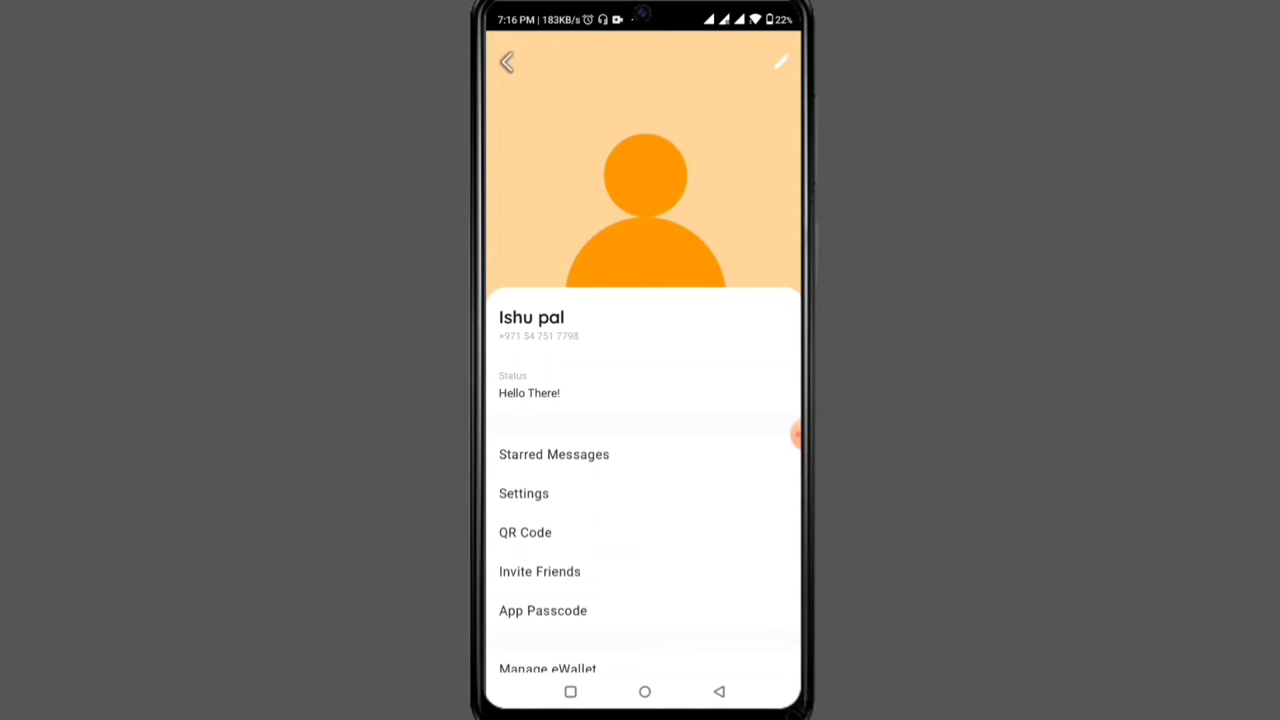 7:16 PM | 183KB/s 22%
Ishu pal
+971 54 751 7798
Status
Hello There!
Starred Messages
Settings
QR Code
Invite Friends
App Passcode
Manage eWallet